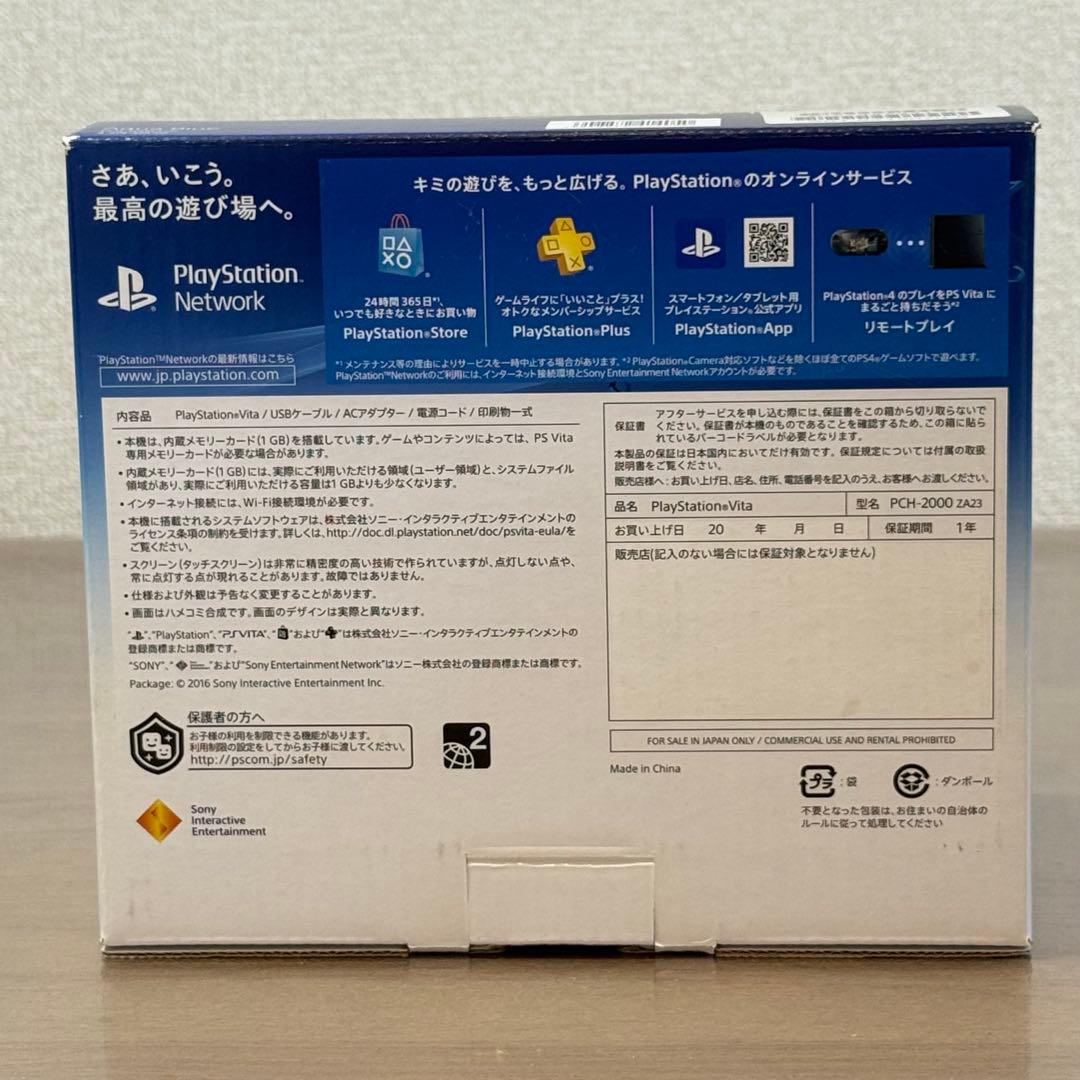 さあ、いこう。
最高の遊び場へ。
PlayStation™
Network
PlayStation™Networkの最新情報はこちら
www.jp.playstation.com
キミの遊びを、もっと広げる。PlayStation®のオンラインサービス
24時間 365日*¹、
いつでも好きなときにお買い物
PlayStation®Store
ゲームライフに「いいこと」プラス!
オトクなメンバーシップサービス
PlayStation®Plus
スマートフォン/タブレット用
プレイステーション®公式アプリ
PlayStation®App
PlayStation®4 のプレイをPS Vita に
まるごと持ちだそう*²
リモートプレイ
*¹ メンテナンス等の理由によりサービスを一時中止する場合があります。*² PlayStation®Camera対応ソフトなどを除くほぼ全てのPS4®ゲームソフトで遊べます。
PlayStation™Networkのご利用には、インターネット接続環境とSony Entertainment Networkアカウントが必要です。
内容品 PlayStation®Vita / USBケーブル / ACアダプター / 電源コード / 印刷物一式
• 本機は、内蔵メモリーカード(1 GB)を搭載しています。ゲームやコンテンツによっては、PS Vita
専用メモリーカードが必要な場合があります。
• 内蔵メモリーカード(1 GB)には、実際にご利用いただける領域(ユーザー領域)と、システムファイル
領域があり、実際にご利用いただける容量は1 GBよりも少なくなります。
• インターネット接続には、Wi-Fi接続環境が必要です。
• 本機に搭載されるシステムソフトウェアは、株式会社ソニー・インタラクティブエンタテインメントの
ライセンス条項の制約を受けます。詳しくは、http://doc.dl.playstation.net/doc/psvita-eula/を
ご覧ください。
• スクリーン(タッチスクリーン)は非常に精密度の高い技術で作られていますが、点灯しない点や、
常に点灯する点が現れることがあります。故障ではありません。
• 仕様および外観は予告なく変更することがあります。
• 画面はハメコミ合成です。画面のデザインは実際と異なります。
“ ”、“PlayStation”、“PSVITA”、“ ”および“ ”は株式会社ソニー・インタラクティブエンタテインメントの
登録商標または商標です。
“SONY”、“ ”および“Sony Entertainment Network”はソニー株式会社の登録商標または商標です。
Package: © 2016 Sony Interactive Entertainment Inc.
保護者の方へ
お子様の利用を制限できる機能があります。
利用制限の設定をしてからお子様に渡してください。
http://pscom.jp/safety
2
Sony
Interactive
Entertainment
保証書
アフターサービスを申し込む際には、保証書をこの箱から切り取らないで
ください。保証書が本機のものであることを確認するため、この箱に貼ら
れているバーコードラベルが必要となります。
本製品の保証は日本国内においてだけ有効です。保証規定については付属の取扱
説明書をご覧ください。
販売店様へ：お買い上げ日、店名、住所、電話番号を記入のうえ、お客様へお渡しください。
品名 PlayStation®Vita 型名 PCH-2000 ZA23
お買い上げ日 20 年 月 日 保証期間 1年
販売店(記入のない場合には保証対象となりません)
FOR SALE IN JAPAN ONLY / COMMERCIAL USE AND RENTAL PROHIBITED
Made in China
プラ：袋 ：ダンボール
不要となった包装は、お住まいの自治体の
ルールに従って処理してください